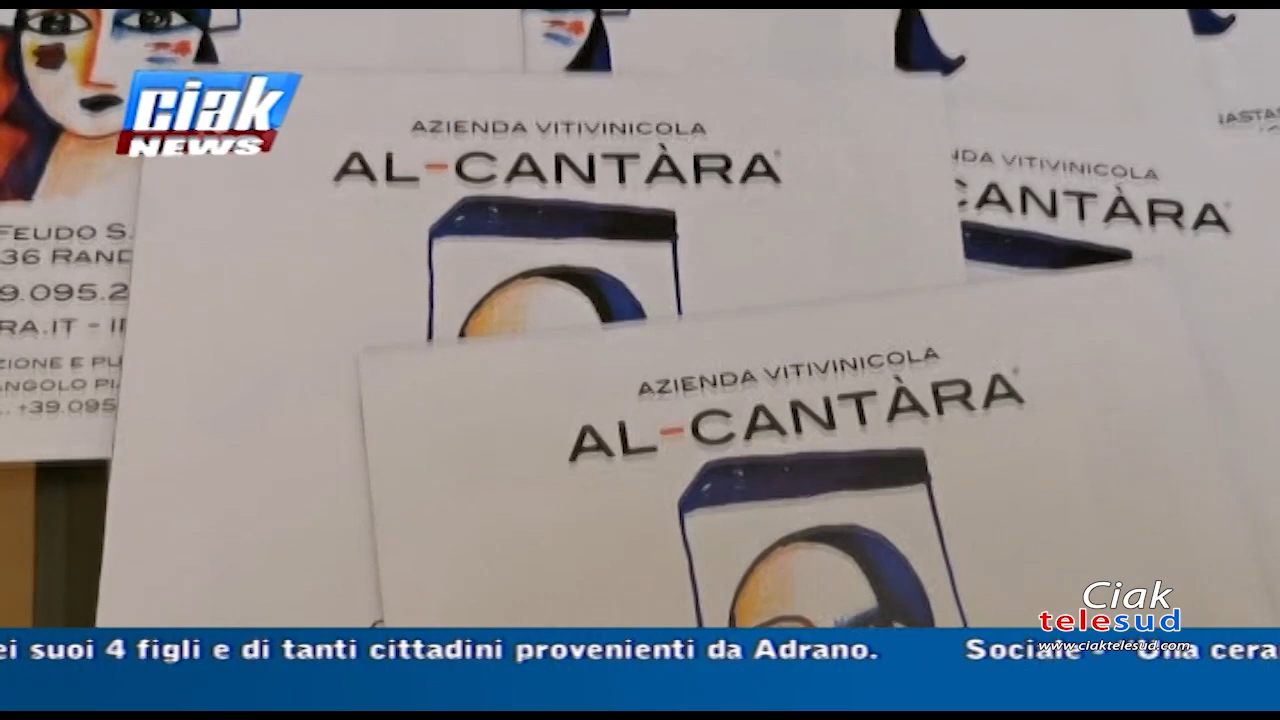 ciak
NEWS
AZIENDA VITIVINICOLA
AL-CANTÀRA
VITIVINICOLA
CANTÀRA
FEUDO S.
36 RAND
9.095.2
RA.IT - I
ZIONE E PU
ANGOLO PI
+39.095
AZIENDA VITIVINICOLA
AL-CANTÀRA
Ciak
telesud
www.ciaktelesud.com
ei suoi 4 figli e di tanti cittadini provenienti da Adrano. Sociale - Una cera